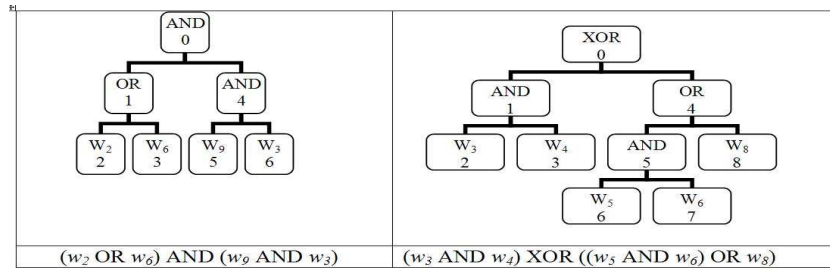 AND
0
XOR
0
OR
1
AND
4
AND
1
OR
4
W2
2
W6
3
W9
5
W3
6
W3
2
W4
3
AND
5
W8
8
W5
6
W6
7
(w2 OR w6) AND (w9 AND w3)
(w3 AND w4) XOR ((w5 AND w6) OR w8)